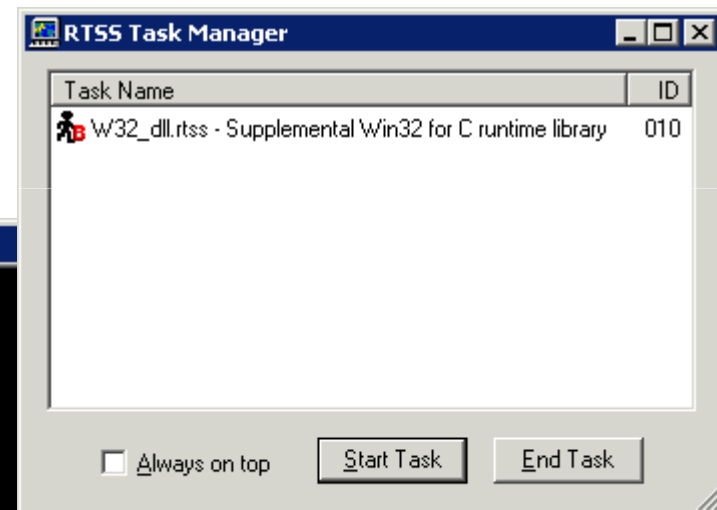 RTSS Task Manager
Task Name ID
W32_dll.rtss - Supplemental Win32 for C runtime library 010
Always on top Start Task End Task